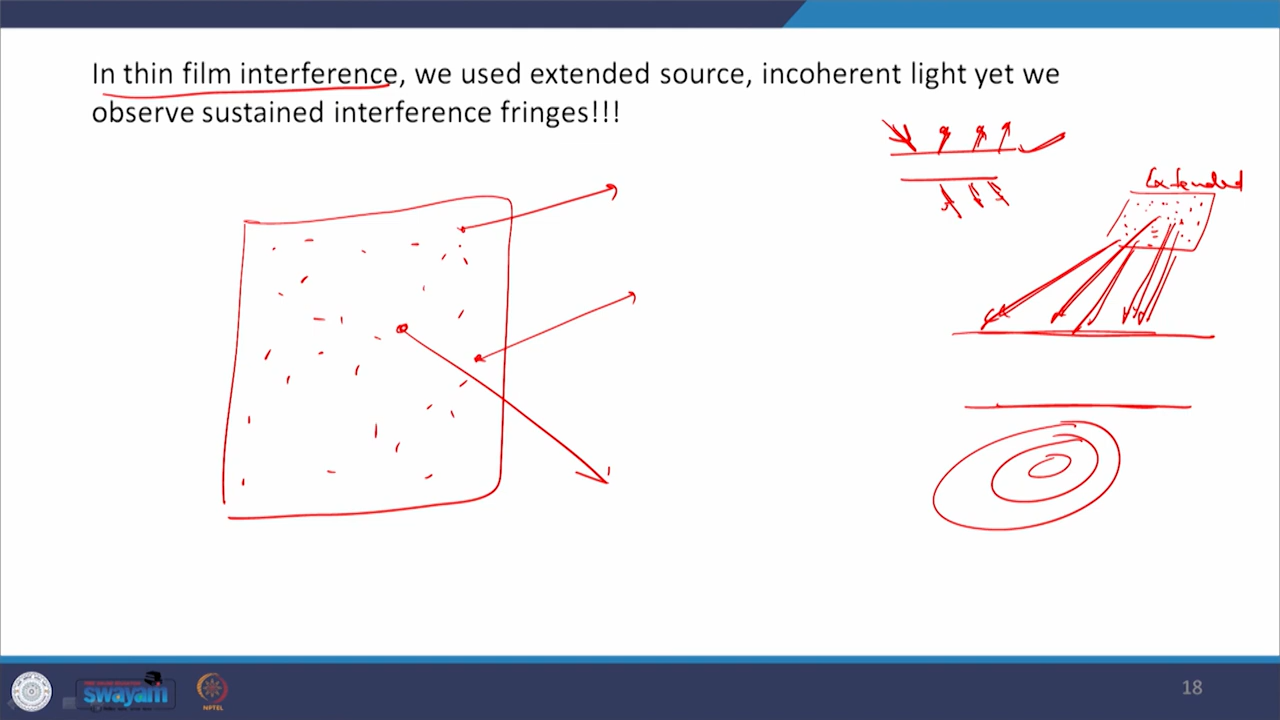 In thin film interference, we used extended source, incoherent light yet we
observe sustained interference fringes!!!
Extended
swayam
NPTEL
18